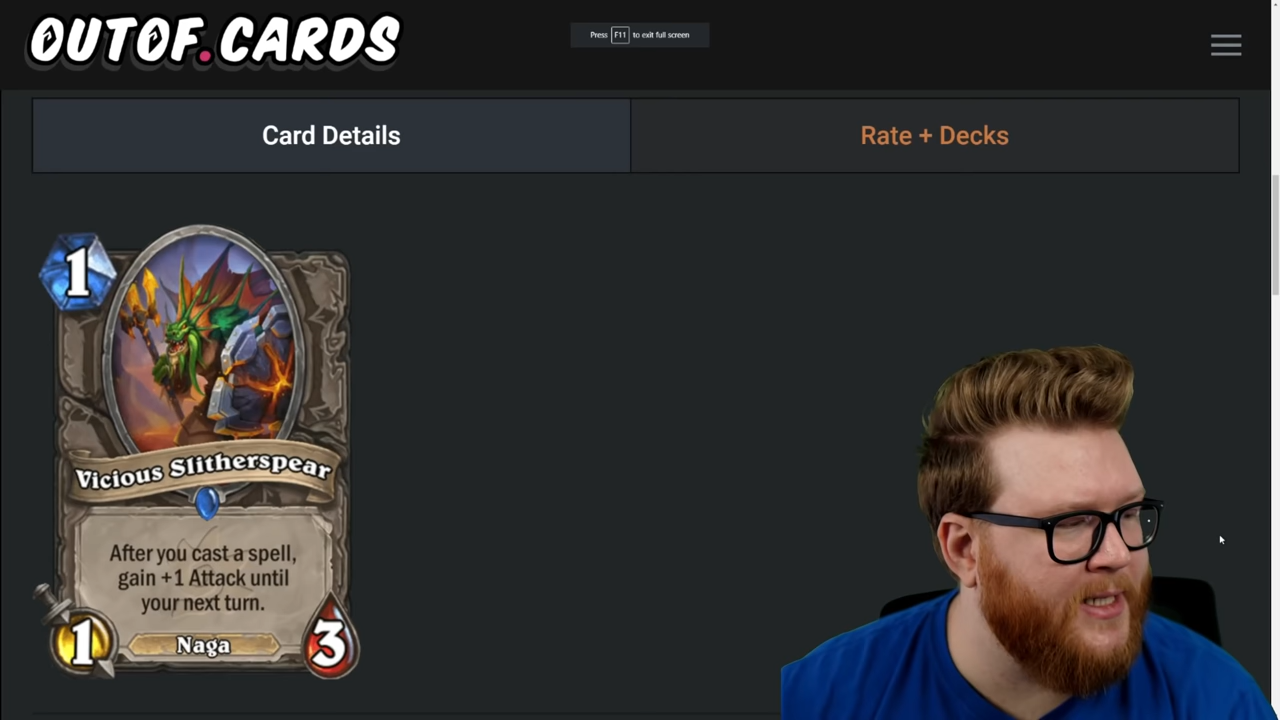 OUTOF.CARDS
Press F11 to exit full screen
Card Details
Rate + Decks
1
Vicious Slitherspear
After you cast a spell,
gain +1 Attack until
your next turn.
1
Naga
3